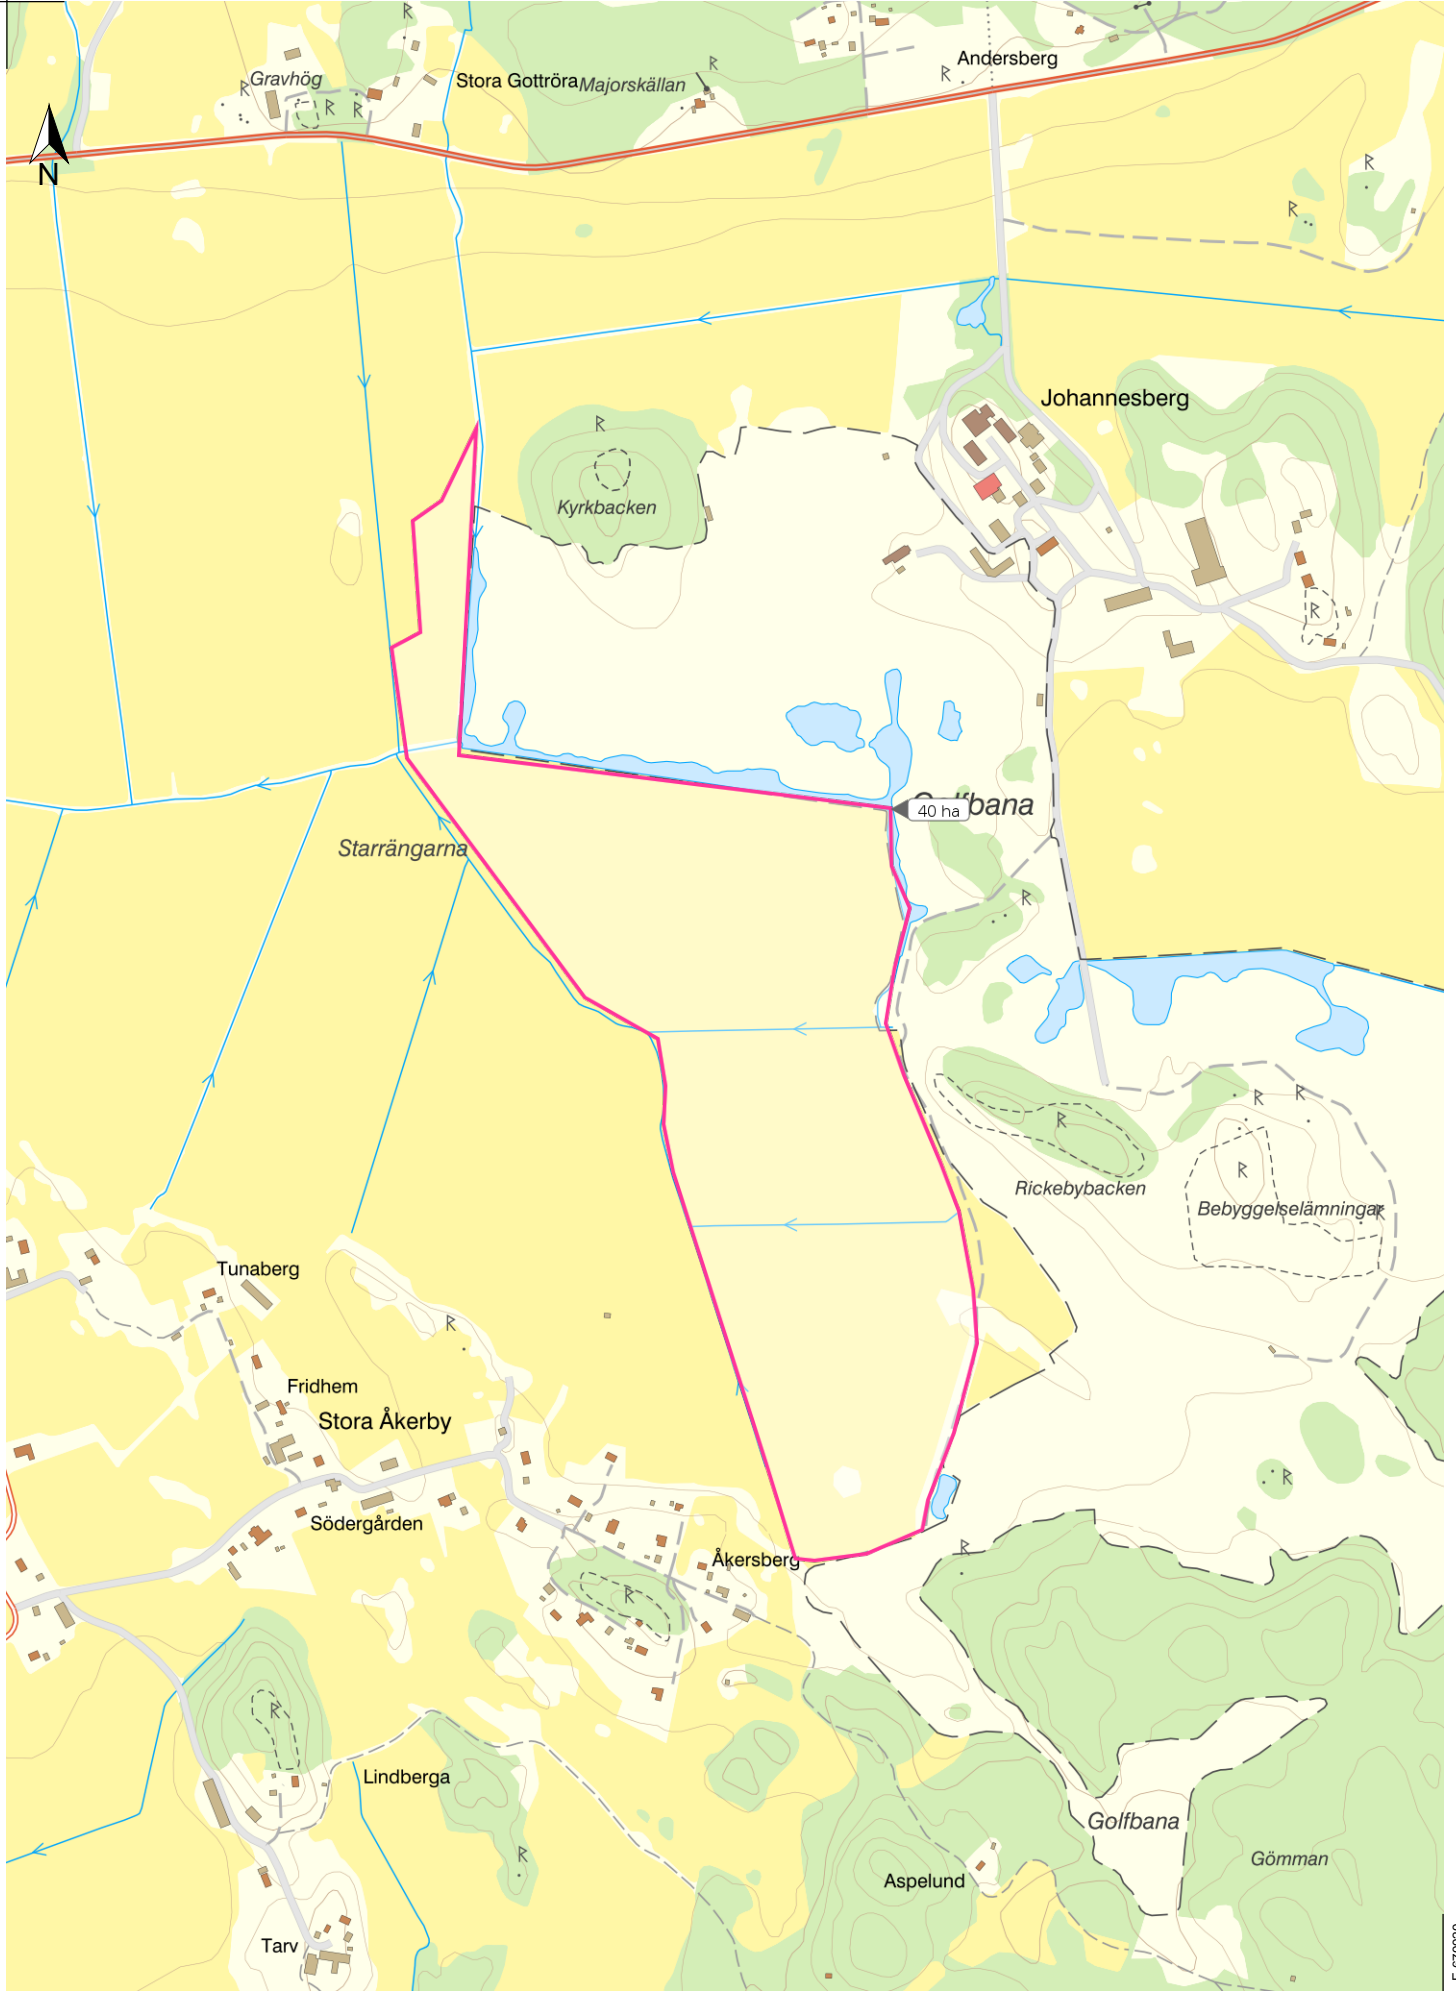 Andersberg
Gravhög
Stora Gottröra
Majorskällan
N
Johannesberg
Kyrkbacken
Golfbana
40 ha
Starrängarna
Rickebybacken
Bebyggelselämningar
Tunaberg
Fridhem
Stora Åkerby
Södergården
Åkersberg
Lindberga
Golfbana
Gömman
Aspelund
Tarv